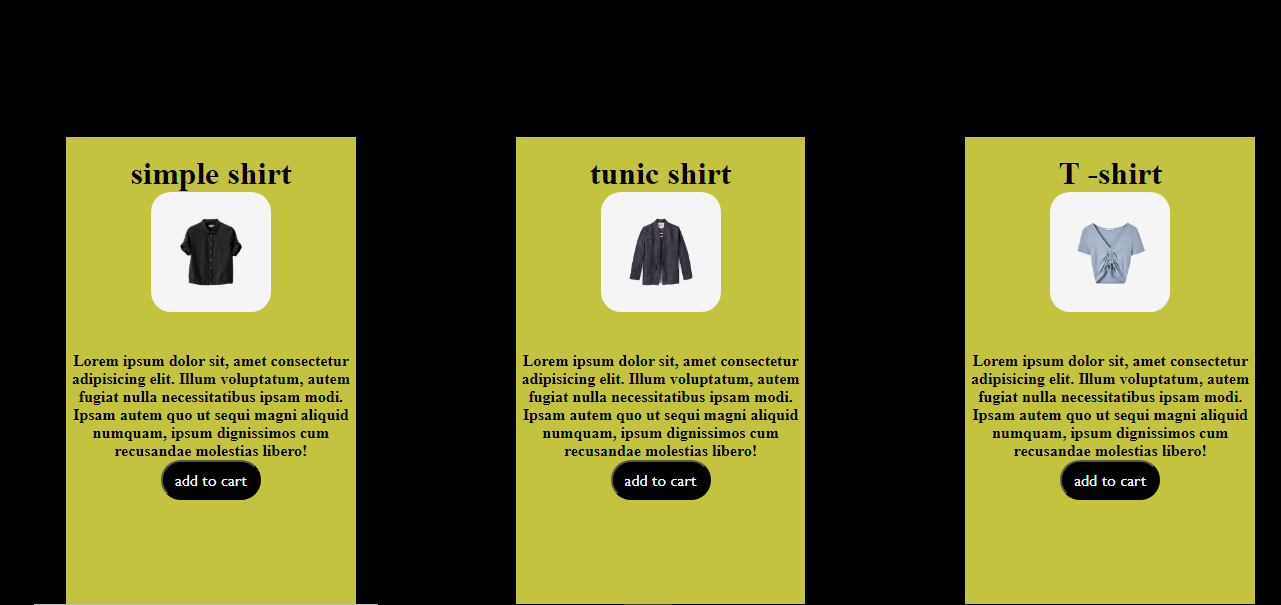 simple shirt
Lorem ipsum dolor sit, amet consectetur
adipisicing elit. Illum voluptatum, autem
fugiat nulla necessitatibus ipsam modi.
Ipsam autem quo ut sequi magni aliquid
numquam, ipsum dignissimos cum
recusandae molestias libero!
add to cart
tunic shirt
Lorem ipsum dolor sit, amet consectetur
adipisicing elit. Illum voluptatum, autem
fugiat nulla necessitatibus ipsam modi.
Ipsam autem quo ut sequi magni aliquid
numquam, ipsum dignissimos cum
recusandae molestias libero!
add to cart
T -shirt
Lorem ipsum dolor sit, amet consectetur
adipisicing elit. Illum voluptatum, autem
fugiat nulla necessitatibus ipsam modi.
Ipsam autem quo ut sequi magni aliquid
numquam, ipsum dignissimos cum
recusandae molestias libero!
add to cart